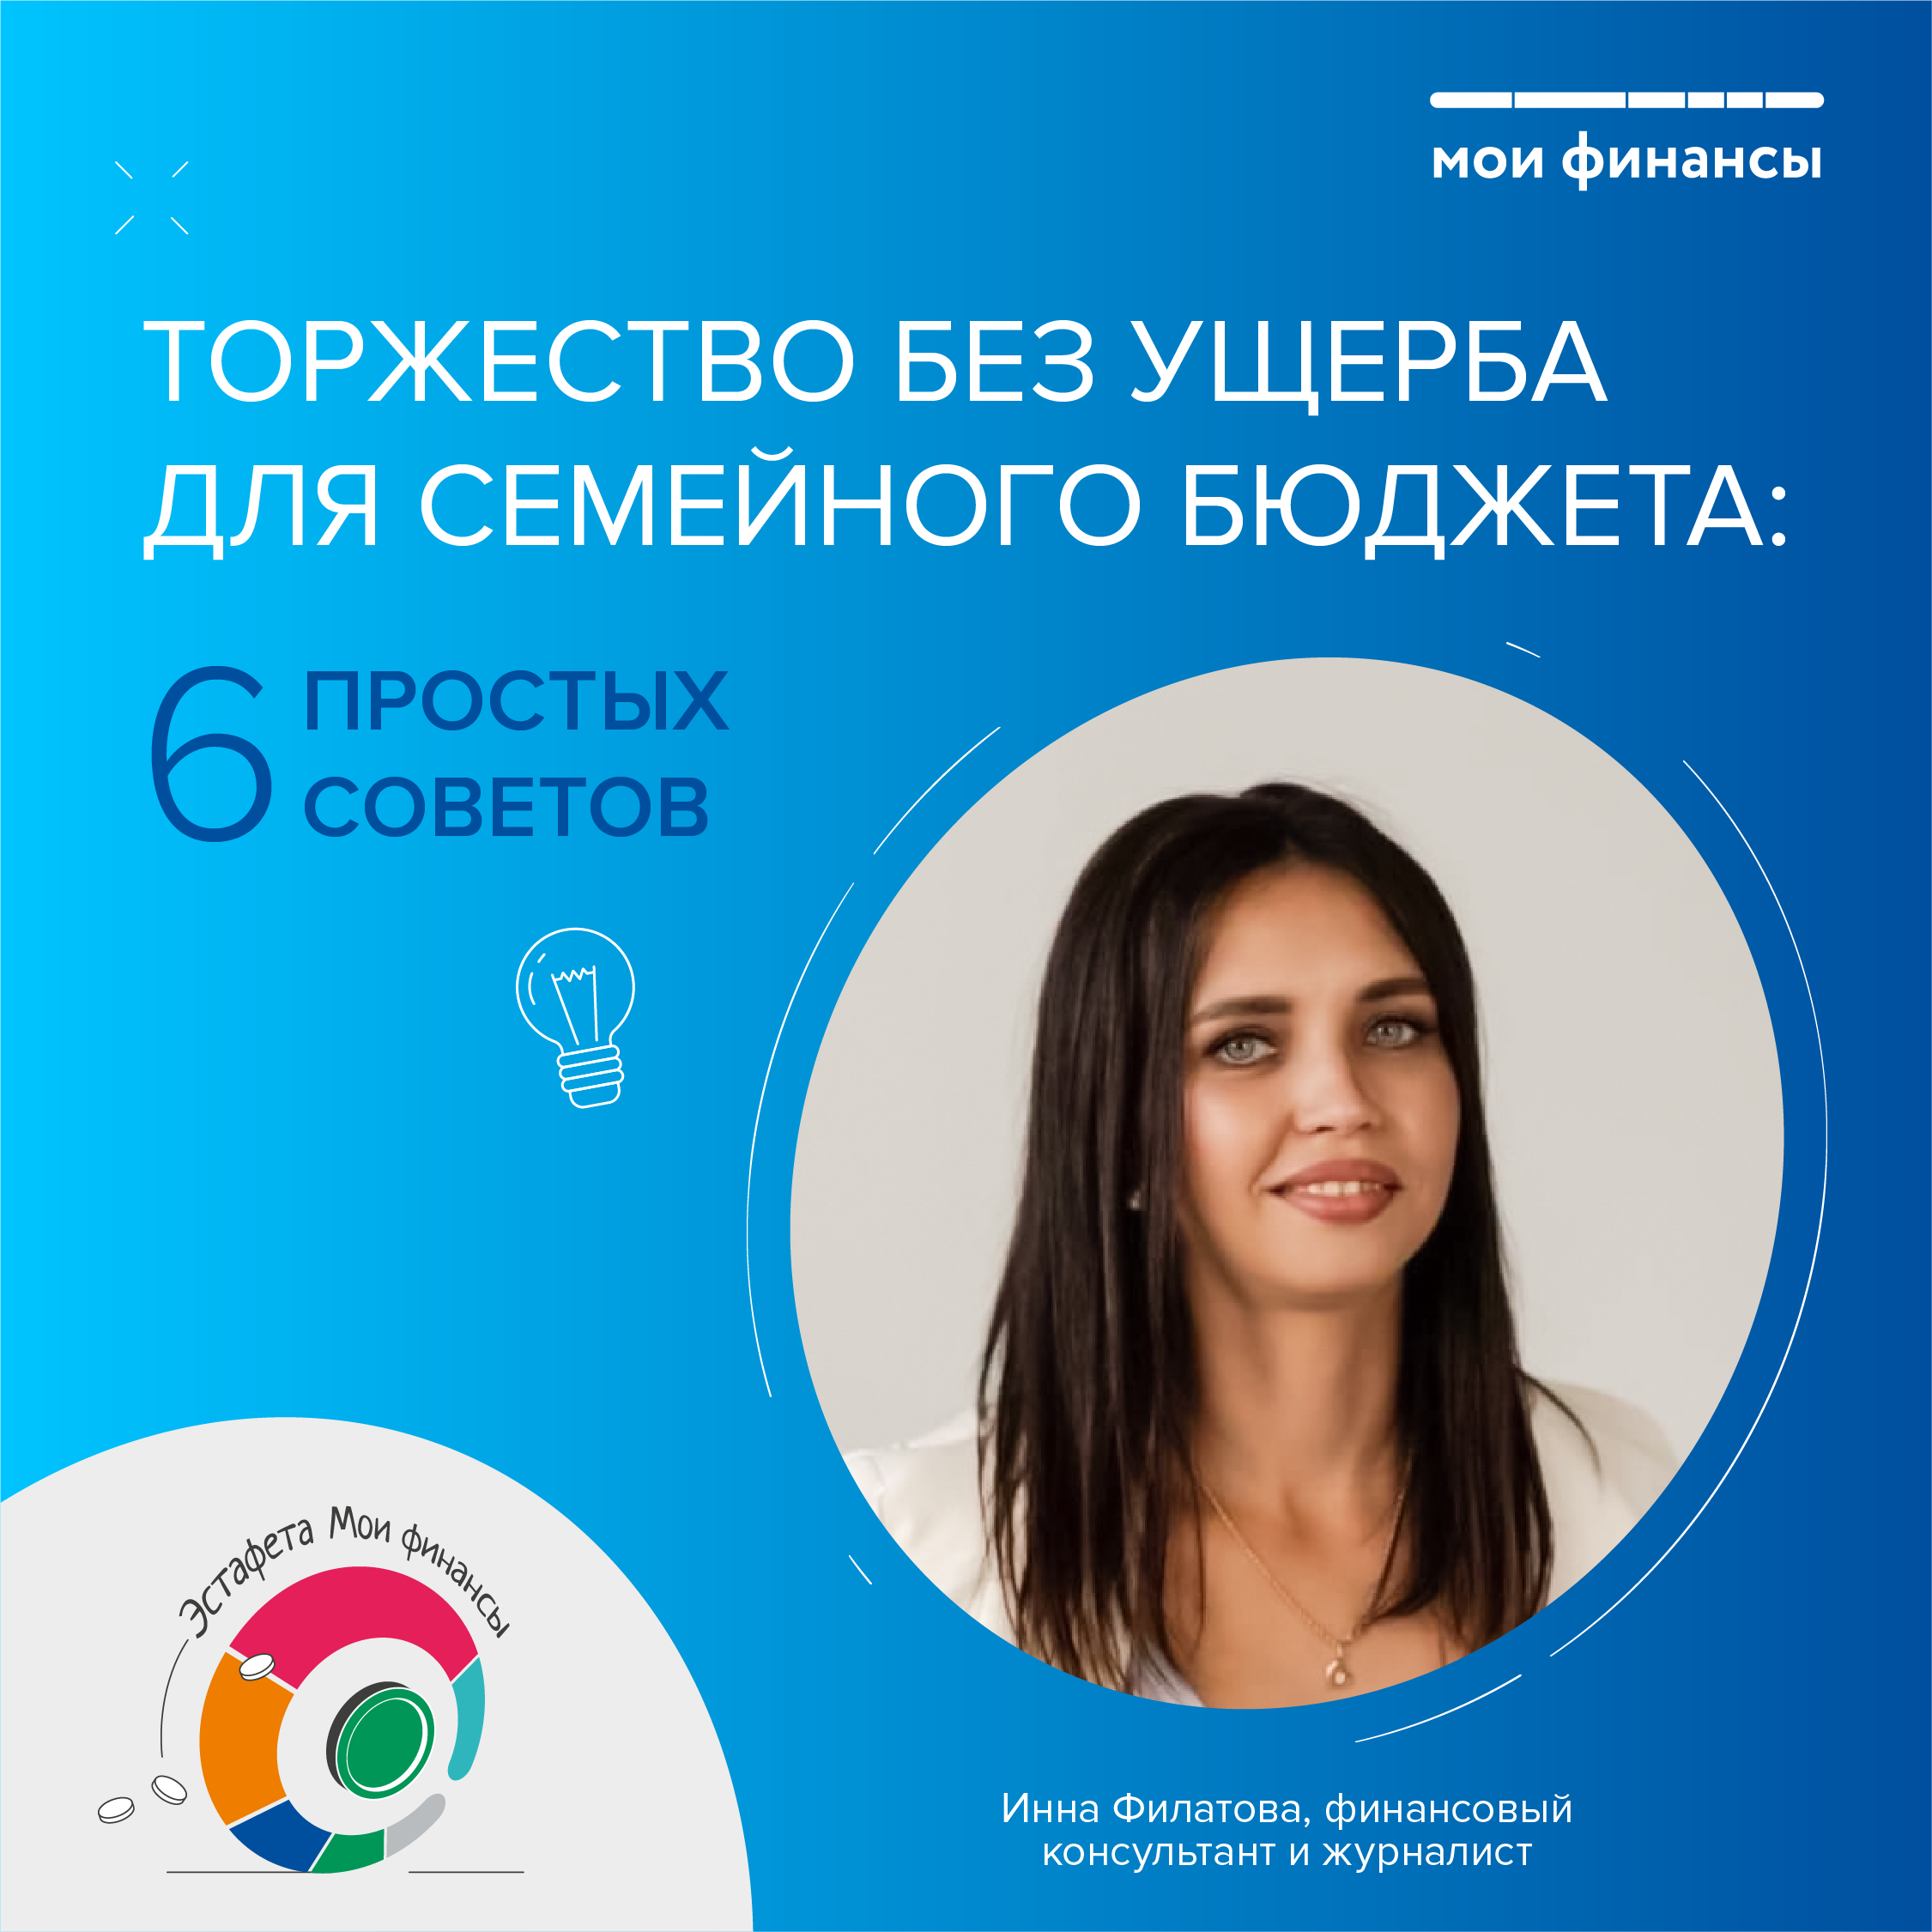 мои финансы
ТОРЖЕСТВО БЕЗ УЩЕРБА
ДЛЯ СЕМЕЙНОГО БЮДЖЕТА:
6 ПРОСТЫХ
СОВЕТОВ
Эстафета Мои финансы
Инна Филатова, финансовый
консультант и журналист